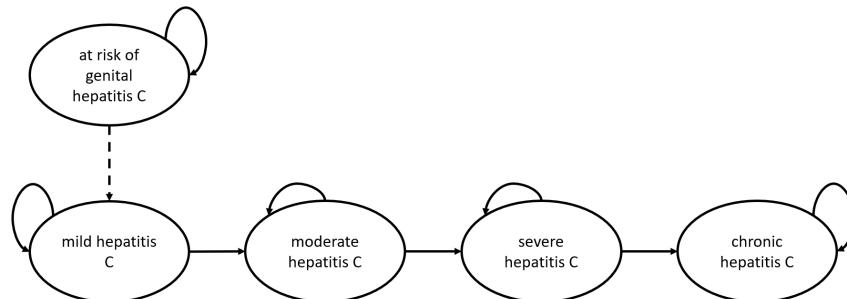 at risk of
genital
hepatitis C
mild hepatitis
C
moderate
hepatitis C
severe
hepatitis C
chronic
hepatitis C